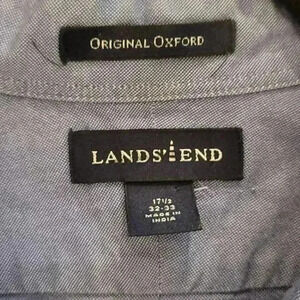 ORIGINAL OXFORD
LANDS' END
17 1/2
32-33
MADE IN
INDIA